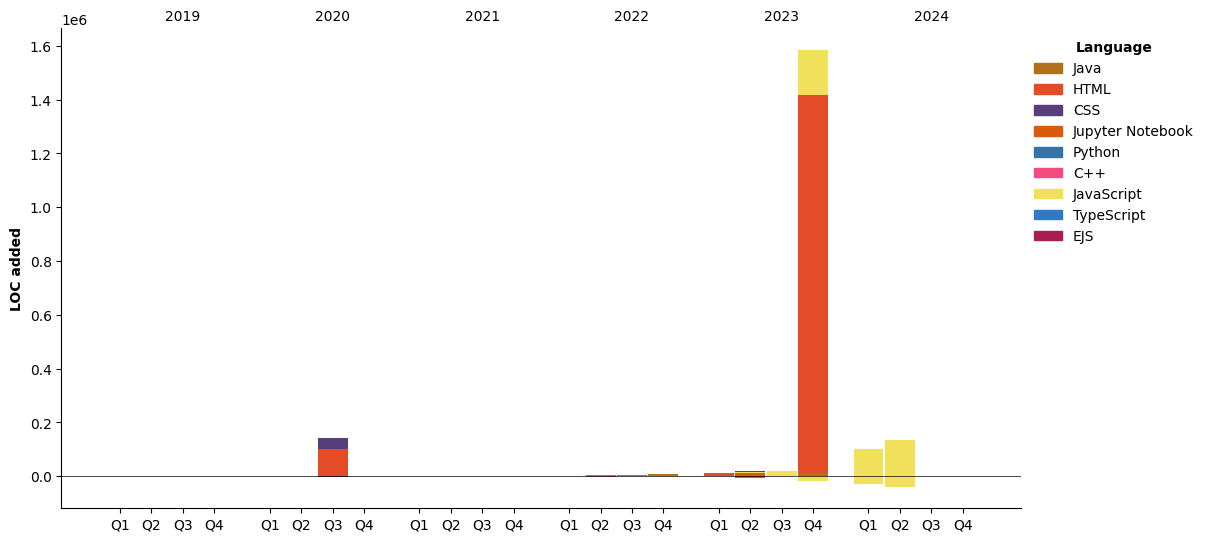 1e6
2019 2020 2021 2022 2023 2024
LOC added
1.6
1.4
1.2
1.0
0.8
0.6
0.4
0.2
0.0
Q1 Q2 Q3 Q4 Q1 Q2 Q3 Q4 Q1 Q2 Q3 Q4 Q1 Q2 Q3 Q4 Q1 Q2 Q3 Q4 Q1 Q2 Q3 Q4
Language
Java
HTML
CSS
Jupyter Notebook
Python
C++
JavaScript
TypeScript
EJS